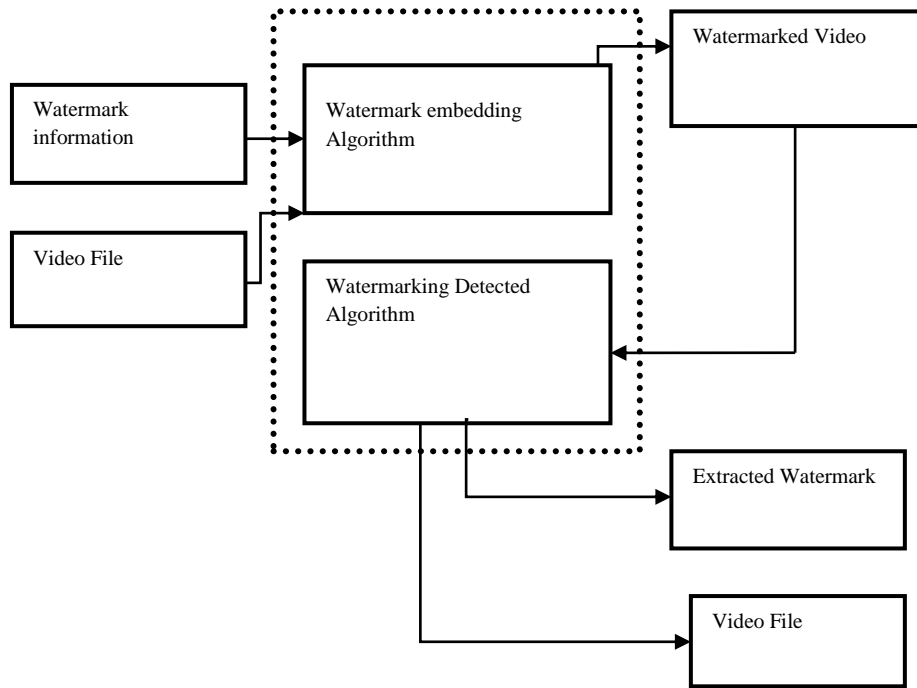 Watermarked Video
Watermark
information
Watermark embedding
Algorithm
Video File
Watermarking Detected
Algorithm
Extracted Watermark
Video File